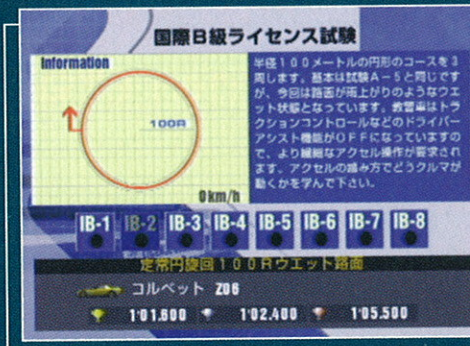 国際B級ライセンス試験
Information
100R
0km/h
半径100メートルの円形のコースを3
周します。基本は試験A-5と同じです
が、今回は路面が雨上がりのようなウエ
ット状態となっています。教習車はトラ
クションコントロールなどのドライバー
アシスト機能がOFFになっていますの
で、より繊細なアクセル操作が要求され
ます。アクセルの踏み方でどうクルマが
動くかを学んで下さい。
IB-1 IB-2 IB-3 IB-4 IB-5 IB-6 IB-7 IB-8
定常円旋回100Rウエット路面
コルベット Z06
1'01.600 1'02.400 1'05.500